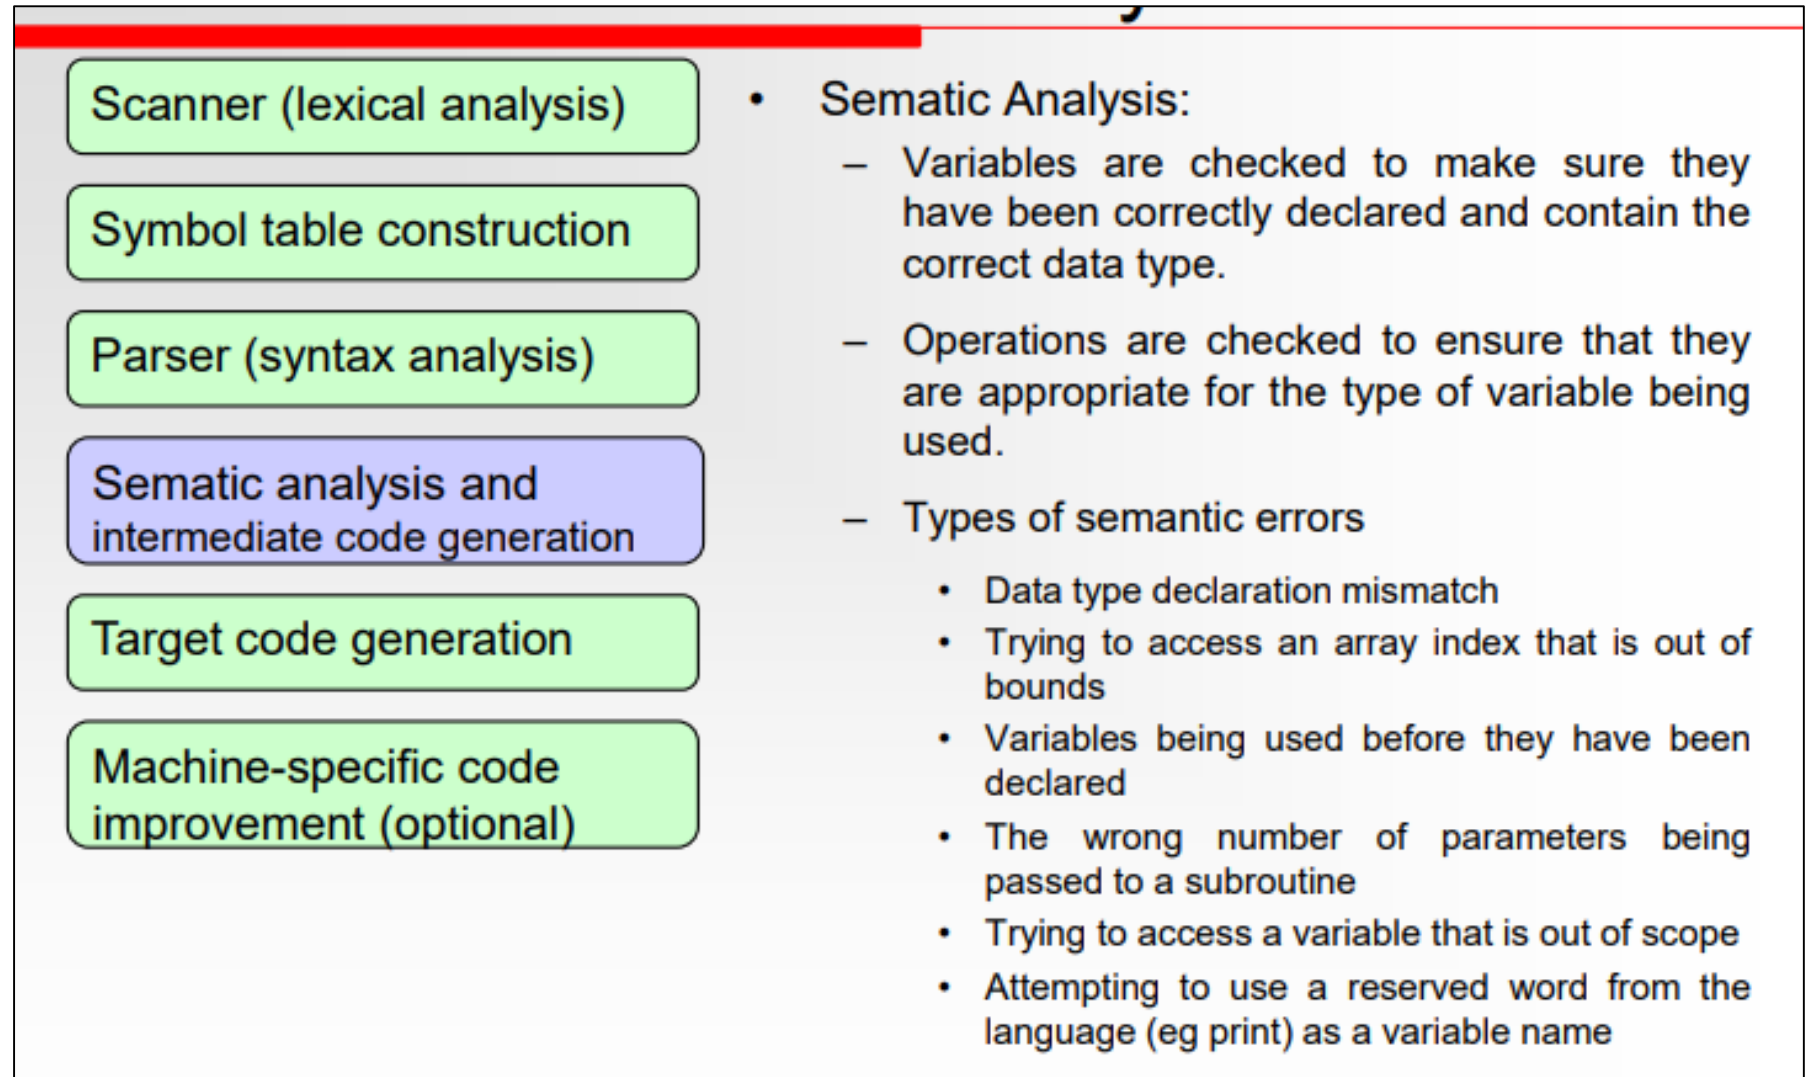 Scanner (lexical analysis)
Symbol table construction
Parser (syntax analysis)
Sematic analysis and
intermediate code generation
Target code generation
Machine-specific code
improvement (optional)
• Sematic Analysis:
– Variables are checked to make sure they
have been correctly declared and contain the
correct data type.
– Operations are checked to ensure that they
are appropriate for the type of variable being
used.
– Types of semantic errors
• Data type declaration mismatch
• Trying to access an array index that is out of
bounds
• Variables being used before they have been
declared
• The wrong number of parameters being
passed to a subroutine
• Trying to access a variable that is out of scope
• Attempting to use a reserved word from the
language (eg print) as a variable name